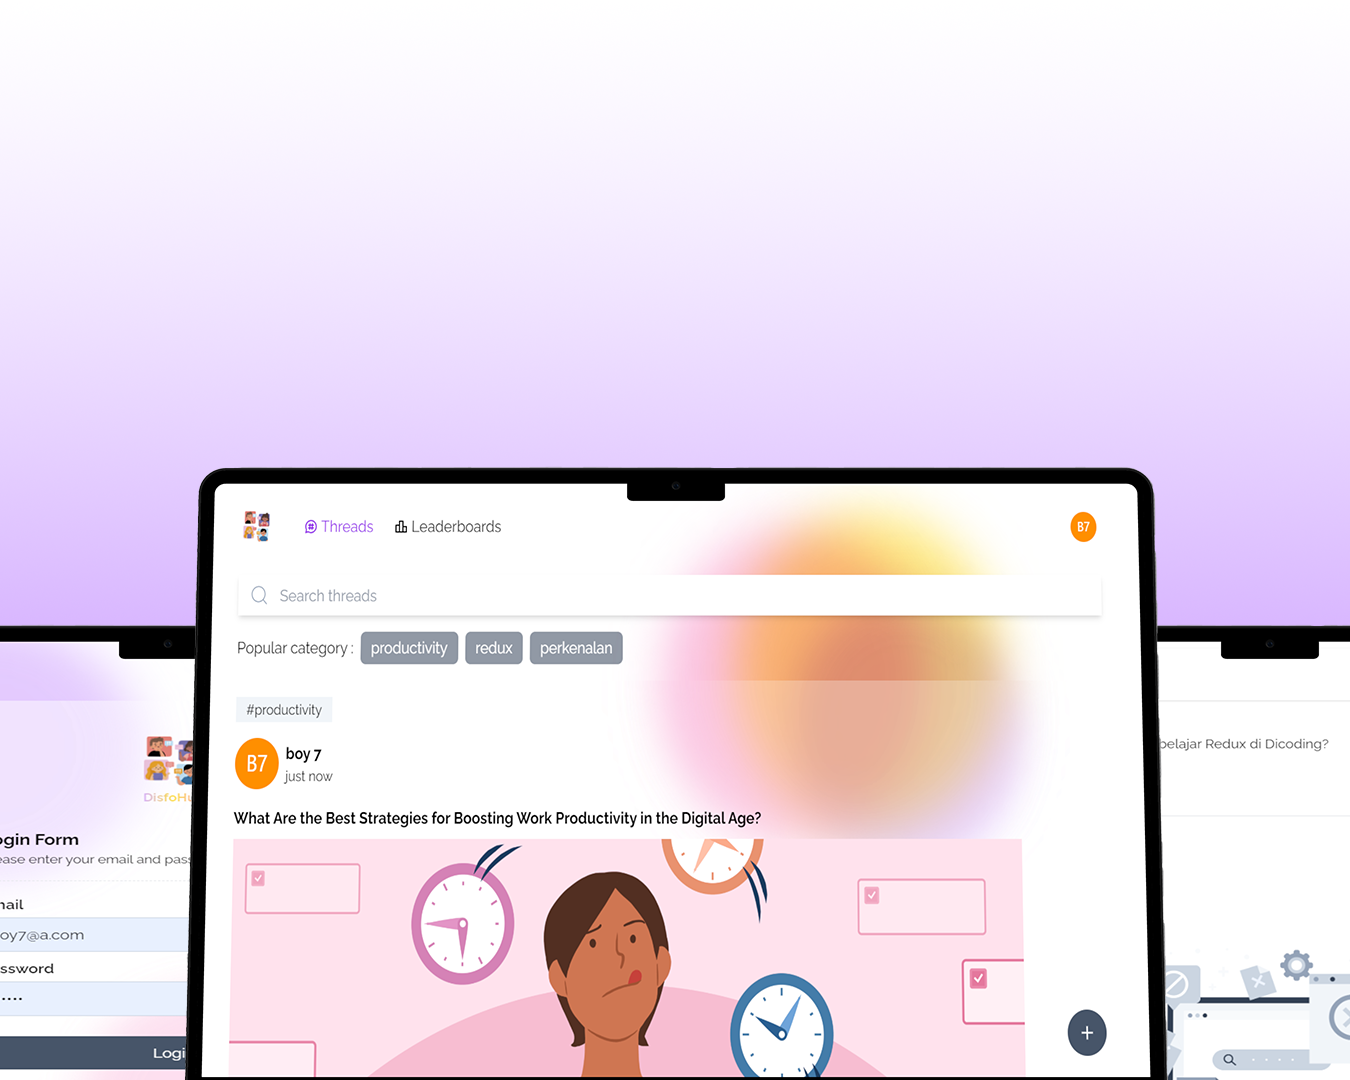 Threads
Leaderboards
B7
Search threads
Popular category :
productivity
redux
perkenalan
#productivity
B7
boy 7
just now
What Are the Best Strategies for Boosting Work Productivity in the Digital Age?
+
DisfoHu
ogin Form
ease enter your email and pass
nail
oy7@a.com
ssword
Logi
belajar Redux di Dicoding?